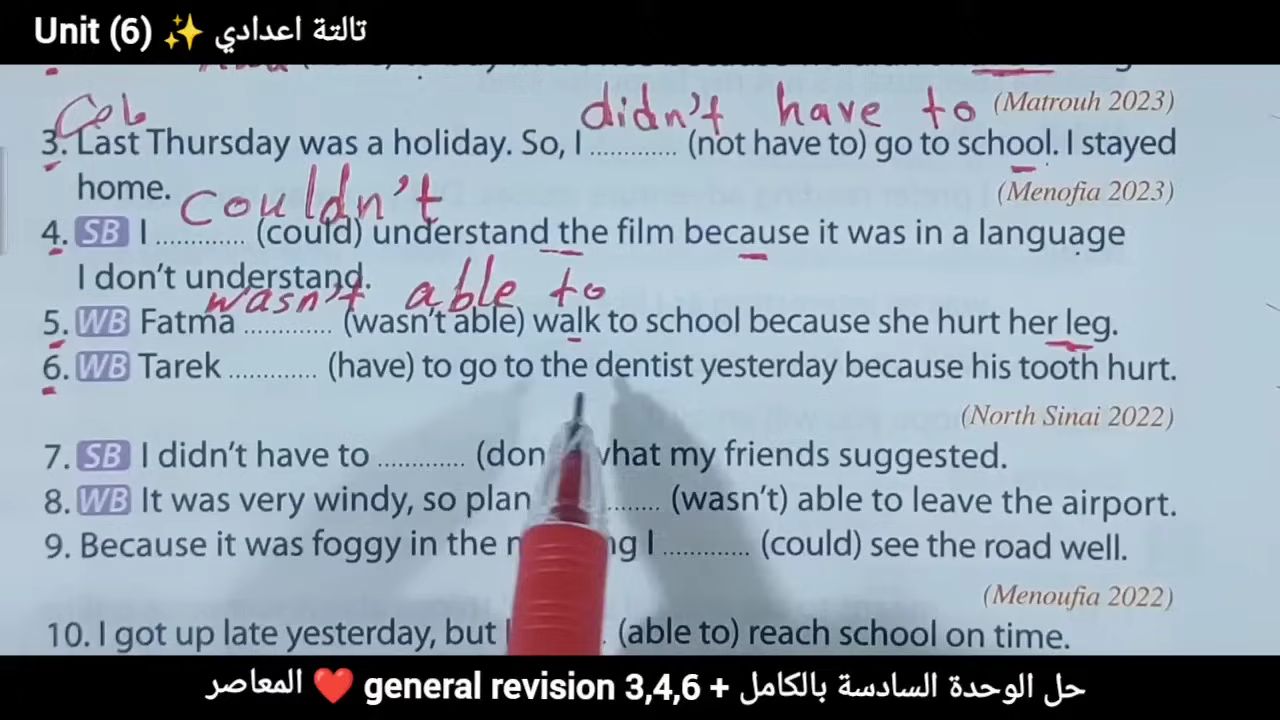 Unit (6) ✨ تالتة اعدادي
didn't have to (Matrouh 2023)
3. Last Thursday was a holiday. So, I ............ (not have to) go to school. I stayed
home. (Menofia 2023)
couldn't
4. SB I ............ (could) understand the film because it was in a language
I don't understand.
wasn't able to
5. WB Fatma ............ (wasn't able) walk to school because she hurt her leg.
6. WB Tarek ............ (have) to go to the dentist yesterday because his tooth hurt.
(North Sinai 2022)
7. SB I didn't have to ............ (don what my friends suggested.
8. WB It was very windy, so plan ........ (wasn't) able to leave the airport.
9. Because it was foggy in the ng I ............ (could) see the road well.
(Menoufia 2022)
10. I got up late yesterday, but . (able to) reach school on time.
حل الوحدة السادسة بالكامل + general revision 3,4,6 ❤️ المعاصر